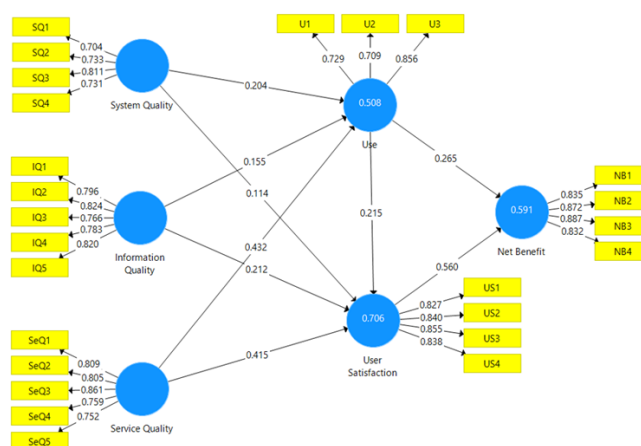 SQ1
SQ2
SQ3
SQ4
0.704
0.733
0.811
0.731
System Quality
U1
U2
U3
0.729
0.709
0.856
0.508
Use
0.204
0.155
0.114
0.432
0.212
0.415
0.215
0.265
0.560
IQ1
IQ2
IQ3
IQ4
IQ5
0.796
0.824
0.766
0.783
0.820
Information
Quality
0.591
Net Benefit
0.835
0.872
0.887
0.832
NB1
NB2
NB3
NB4
0.706
User
Satisfaction
0.827
0.840
0.855
0.838
US1
US2
US3
US4
SeQ1
SeQ2
SeQ3
SeQ4
SeQ5
0.809
0.805
0.861
0.759
0.752
Service Quality